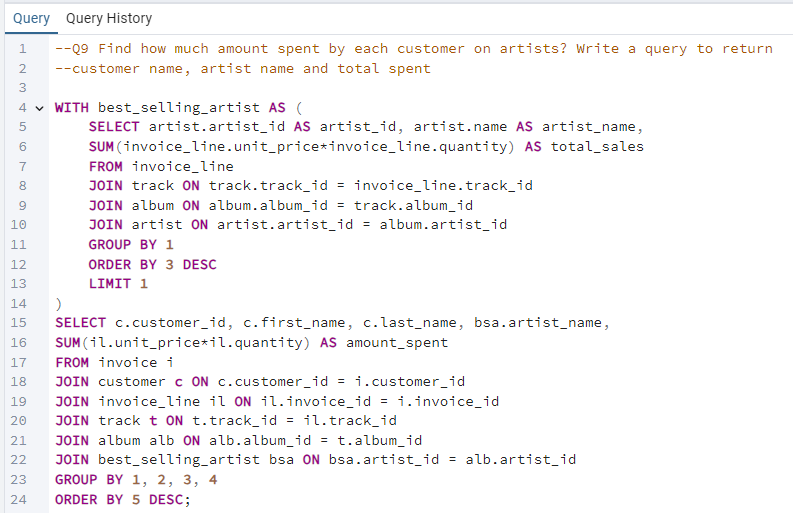 Query Query History
1 --Q9 Find how much amount spent by each customer on artists? Write a query to return
2 --customer name, artist name and total spent
3
4 WITH best_selling_artist AS (
5 SELECT artist.artist_id AS artist_id, artist.name AS artist_name,
6 SUM(invoice_line.unit_price*invoice_line.quantity) AS total_sales
7 FROM invoice_line
8 JOIN track ON track.track_id = invoice_line.track_id
9 JOIN album ON album.album_id = track.album_id
10 JOIN artist ON artist.artist_id = album.artist_id
11 GROUP BY 1
12 ORDER BY 3 DESC
13 LIMIT 1
14 )
15 SELECT c.customer_id, c.first_name, c.last_name, bsa.artist_name,
16 SUM(il.unit_price*il.quantity) AS amount_spent
17 FROM invoice i
18 JOIN customer c ON c.customer_id = i.customer_id
19 JOIN invoice_line il ON il.invoice_id = i.invoice_id
20 JOIN track t ON t.track_id = il.track_id
21 JOIN album alb ON alb.album_id = t.album_id
22 JOIN best_selling_artist bsa ON bsa.artist_id = alb.artist_id
23 GROUP BY 1, 2, 3, 4
24 ORDER BY 5 DESC;